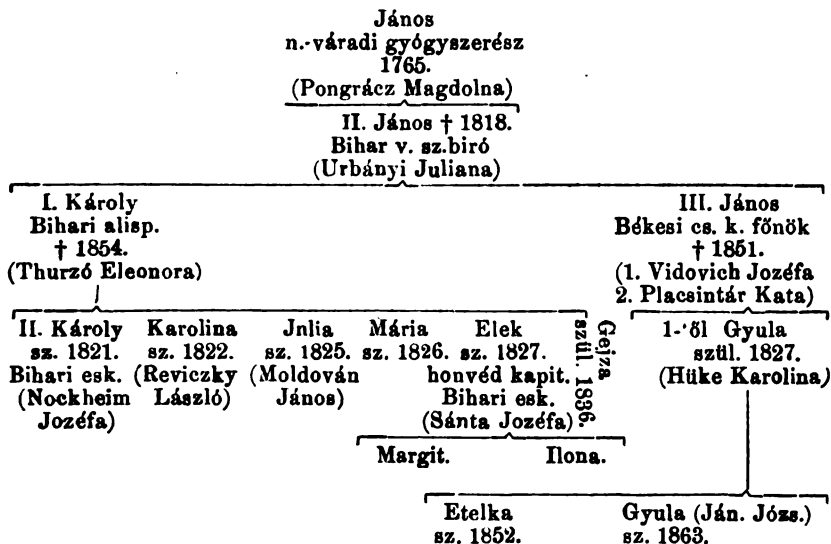 János
n.-váradi gyógyszerész
1765.
(Pongrácz Magdolna)
II. János † 1818.
Bihar v. sz.biró
(Urbányi Juliana)
I. Károly
Bihari alisp.
† 1854.
(Thurzó Eleonora)
III. János
Békesi cs. k. főnök
† 1851.
(1. Vidovich Jozéfa
2. Placsintár Kata)
II. Károly
sz. 1821.
Bihari esk.
(Nockheim
Jozéfa)
Karolina
sz. 1822.
(Reviczky
László)
Jnlia
sz. 1825.
(Moldován
János)
Mária
sz. 1826.
Elek
sz. 1827.
honvéd kapit.
Bihari esk.
(Sánta Jozéfa)
Gejza
szül. 1836.
1-ről Gyula
szül. 1827.
(Hüke Karolina)
Margit.
Ilona.
Etelka
sz. 1852.
Gyula (Ján. Józs.)
sz. 1863.